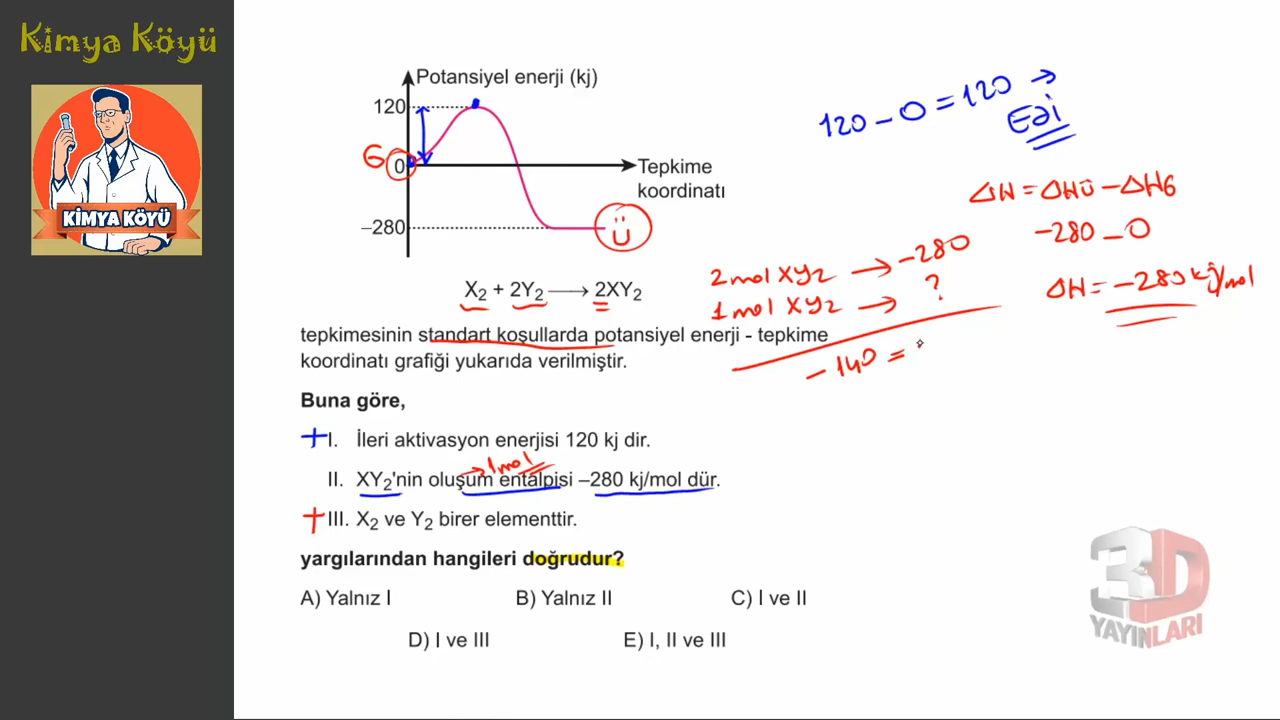 Kimya Köyü
KİMYA KÖYÜ
Potansiyel enerji (kj)
120
G
0
Tepkime
koordinatı
–280
Ü
120 - 0 = 120 →
Eai
ΔH = ΔHÜ - ΔHG
-280 - 0
ΔH = -280 kj/mol
2 mol XY2 → -280
1 mol XY2 → ?
-140 =
X2 + 2Y2 ⟶ 2XY2
tepkimesinin standart koşullarda potansiyel enerji - tepkime
koordinatı grafiği yukarıda verilmiştir.
Buna göre,
+ I. İleri aktivasyon enerjisi 120 kj dir.
→ 1mol
II. XY2'nin oluşum entalpisi –280 kj/mol dür.
+ III. X2 ve Y2 birer elementtir.
yargılarından hangileri doğrudur?
A) Yalnız I B) Yalnız II C) I ve II
D) I ve III E) I, II ve III
3D
YAYINLARI